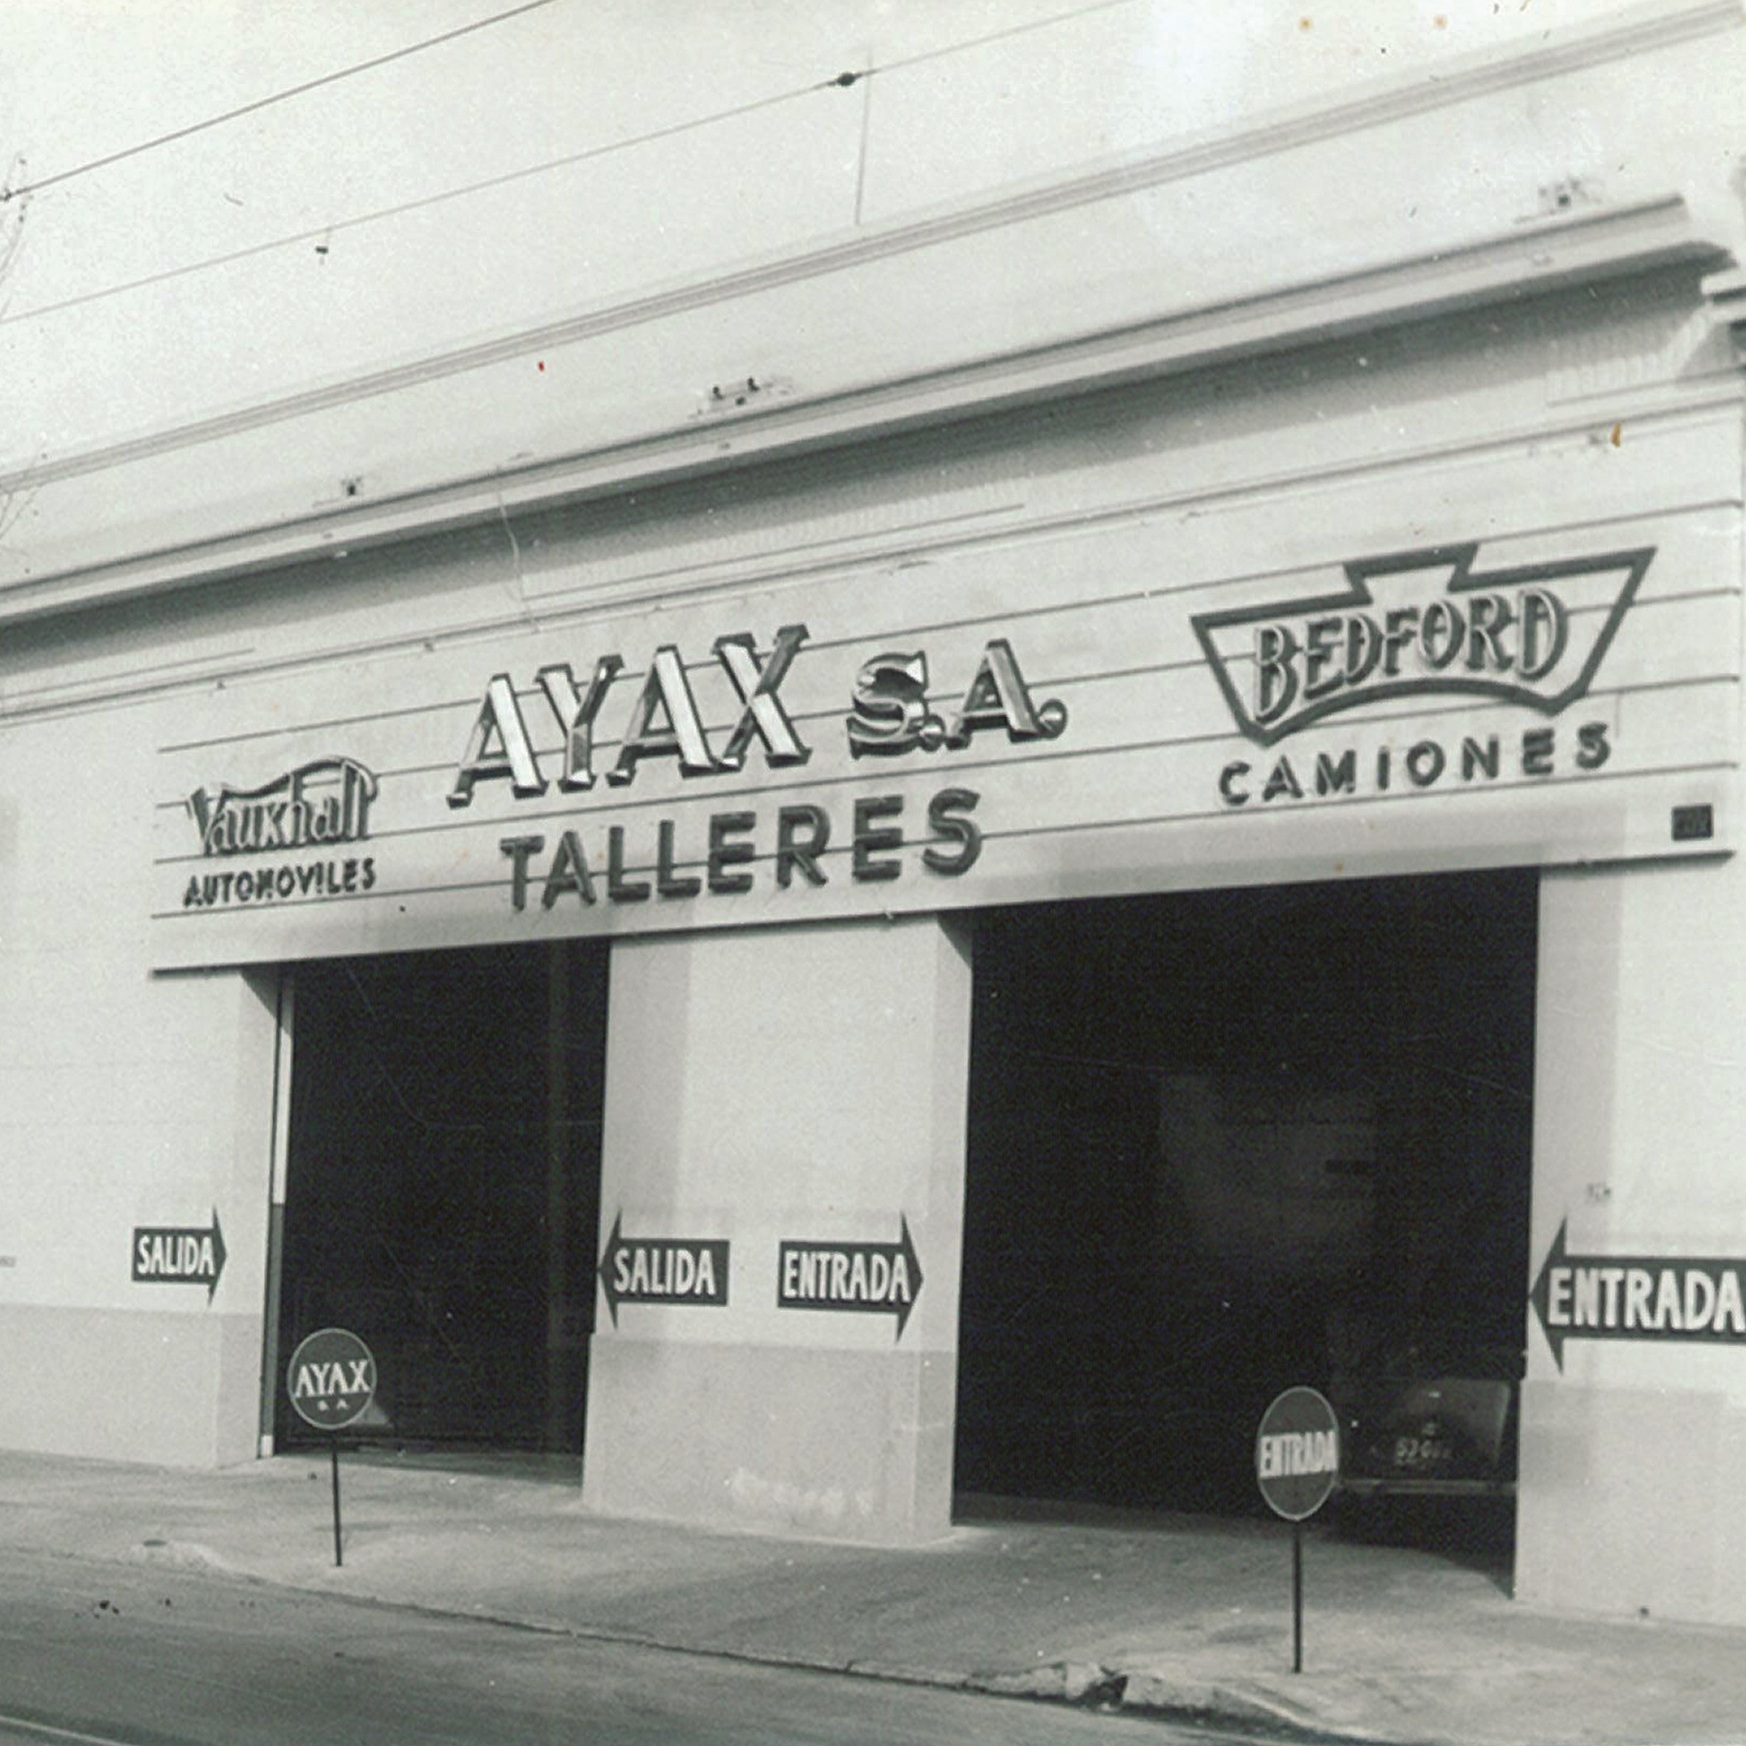 AYAX S.A.
TALLERES
Vauxhall
AUTOMOVILES
BEDFORD
CAMIONES
SALIDA
SALIDA
ENTRADA
ENTRADA
AYAX
S A
ENTRADA